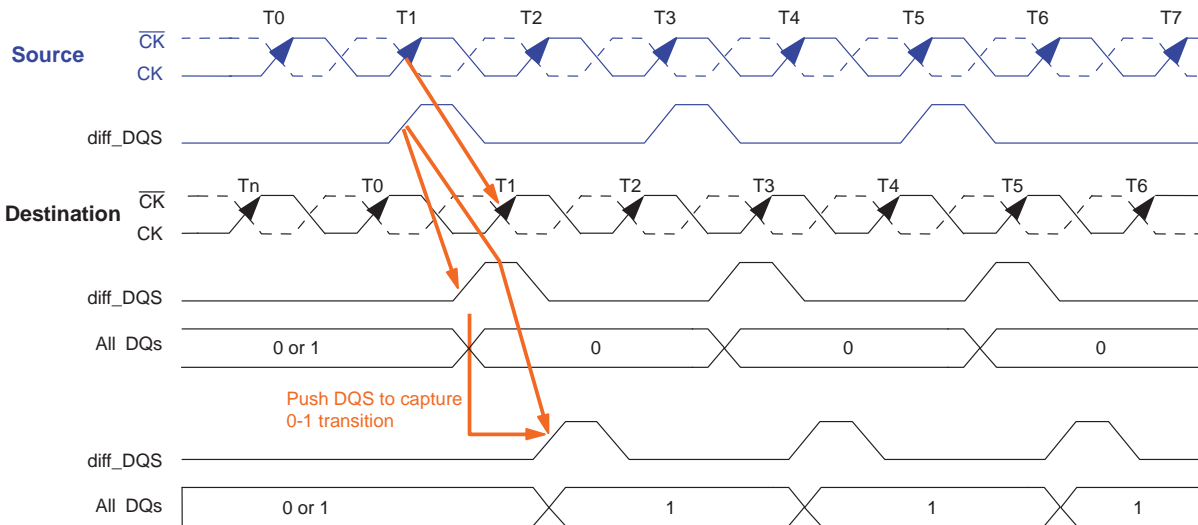 T0 T1 T2 T3 T4 T5 T6 T7
Source
CK
CK
diff_DQS
Tn T0 T1 T2 T3 T4 T5 T6
Destination
CK
CK
diff_DQS
All DQs 0 or 1 0 0 0
Push DQS to capture
0-1 transition
diff_DQS
All DQs 0 or 1 1 1 1